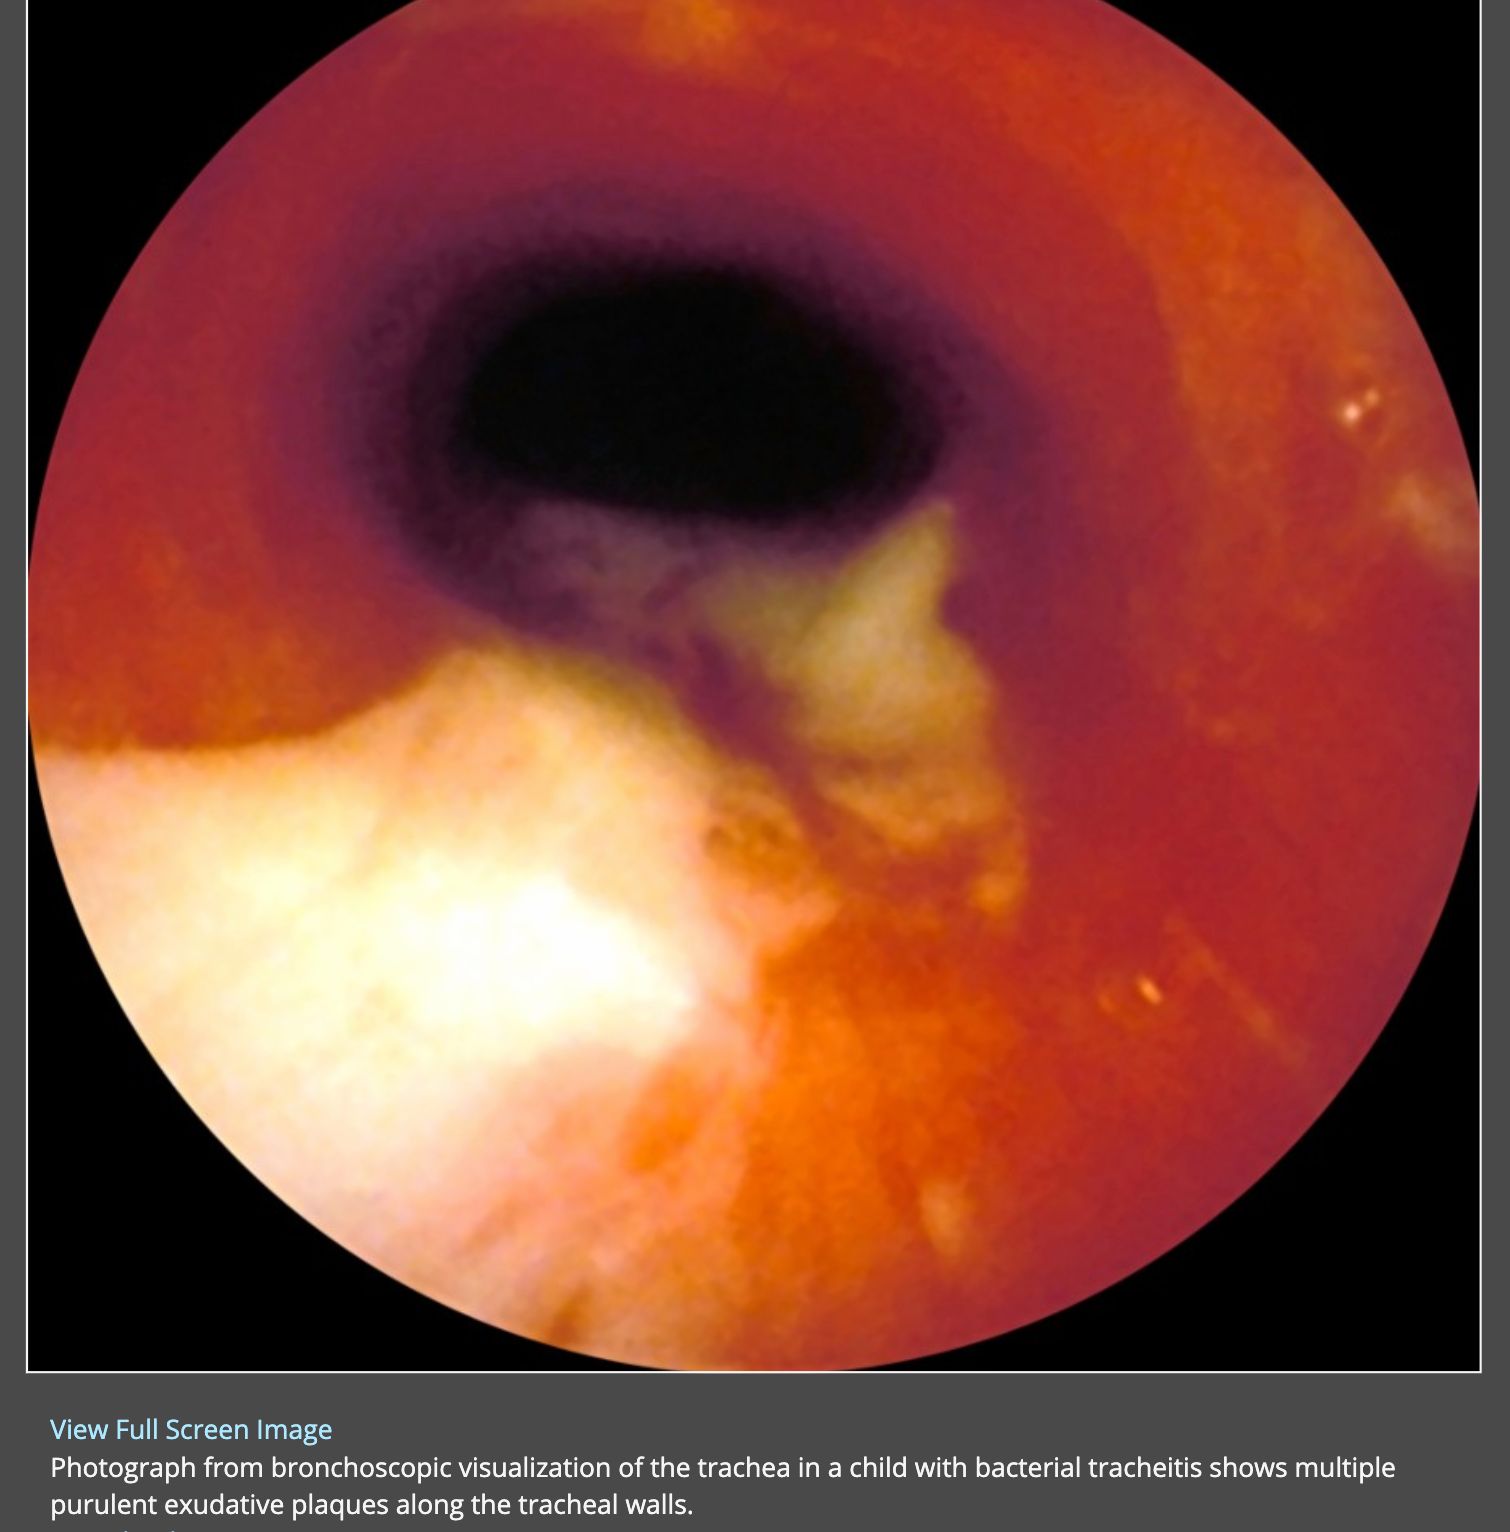 View Full Screen Image
Photograph from bronchoscopic visualization of the trachea in a child with bacterial tracheitis shows multiple
purulent exudative plaques along the tracheal walls.